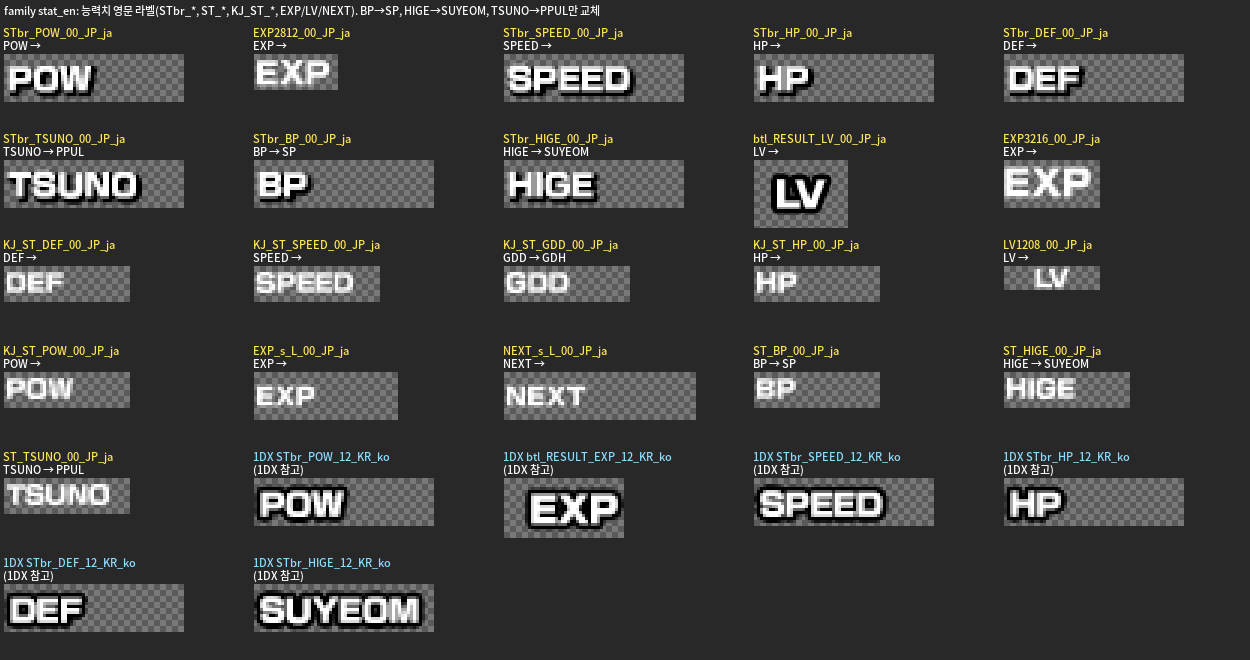 family stat_en: 능력치 영문 라벨(STbr_*, ST_*, KJ_ST_*, EXP/LV/NEXT). BP→SP, HIGE→SUYEOM, TSUNO→PPUL만 교체
STbr_POW_00_JP_ja
POW →
POW
EXP2812_00_JP_ja
EXP →
EXP
STbr_SPEED_00_JP_ja
SPEED →
SPEED
STbr_HP_00_JP_ja
HP →
HP
STbr_DEF_00_JP_ja
DEF →
DEF
STbr_TSUNO_00_JP_ja
TSUNO → PPUL
TSUNO
STbr_BP_00_JP_ja
BP → SP
BP
STbr_HIGE_00_JP_ja
HIGE → SUYEOM
HIGE
btl_RESULT_LV_00_JP_ja
LV →
LV
EXP3216_00_JP_ja
EXP →
EXP
KJ_ST_DEF_00_JP_ja
DEF →
DEF
KJ_ST_SPEED_00_JP_ja
SPEED →
SPEED
KJ_ST_GDD_00_JP_ja
GDD → GDH
GDD
KJ_ST_HP_00_JP_ja
HP →
HP
LV1208_00_JP_ja
LV →
LV
KJ_ST_POW_00_JP_ja
POW →
POW
EXP_s_L_00_JP_ja
EXP →
EXP
NEXT_s_L_00_JP_ja
NEXT →
NEXT
ST_BP_00_JP_ja
BP → SP
BP
ST_HIGE_00_JP_ja
HIGE → SUYEOM
HIGE
ST_TSUNO_00_JP_ja
TSUNO → PPUL
TSUNO
1DX STbr_POW_12_KR_ko
(1DX 참고)
POW
1DX btl_RESULT_EXP_12_KR_ko
(1DX 참고)
EXP
1DX STbr_SPEED_12_KR_ko
(1DX 참고)
SPEED
1DX STbr_HP_12_KR_ko
(1DX 참고)
HP
1DX STbr_DEF_12_KR_ko
(1DX 참고)
DEF
1DX STbr_HIGE_12_KR_ko
(1DX 참고)
SUYEOM